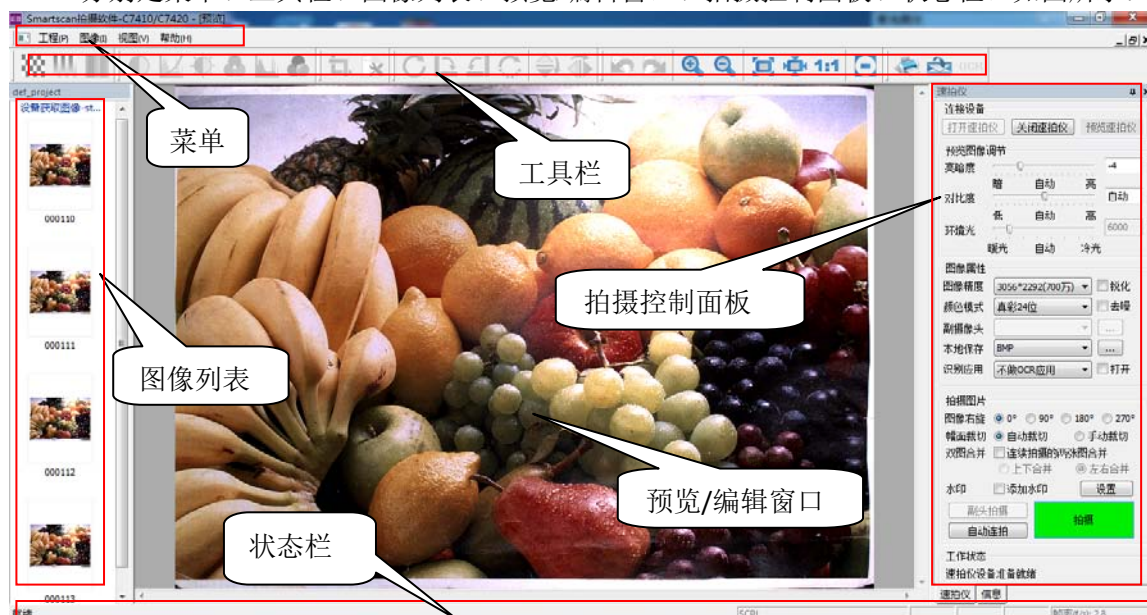 Smartscan拍摄软件-C7410/C7420 - [预览]
工程(P) 图像(I) 视图(V) 帮助(H)
1:1
OCR
def_project
设备获取图像-st...
000110
000111
000112
000113
菜单
工具栏
拍摄控制面板
图像列表
预览/编辑窗口
状态栏
速拍仪
连接设备
打开速拍仪 关闭速拍仪 预览速拍仪
预览图像调节
亮暗度 -4
暗 自动 亮
对比度 自动
低 自动 高
环境光 6000
暖光 自动 冷光
图像属性
图像精度 3056*2292(700万) 锐化
颜色模式 真彩24位 去噪
副摄像头 ...
本地保存 BMP ...
识别应用 不做OCR应用 打开
拍摄图片
图像右旋 0° 90° 180° 270°
幅面裁切 自动裁切 手动裁切
双图合并 连续拍摄的两张图合并
上下合并 左右合并
水印 添加水印 设置
副头拍摄
拍摄
自动连拍
工作状态
速拍仪设备准备就绪
速拍仪 信息
就绪
SCRL